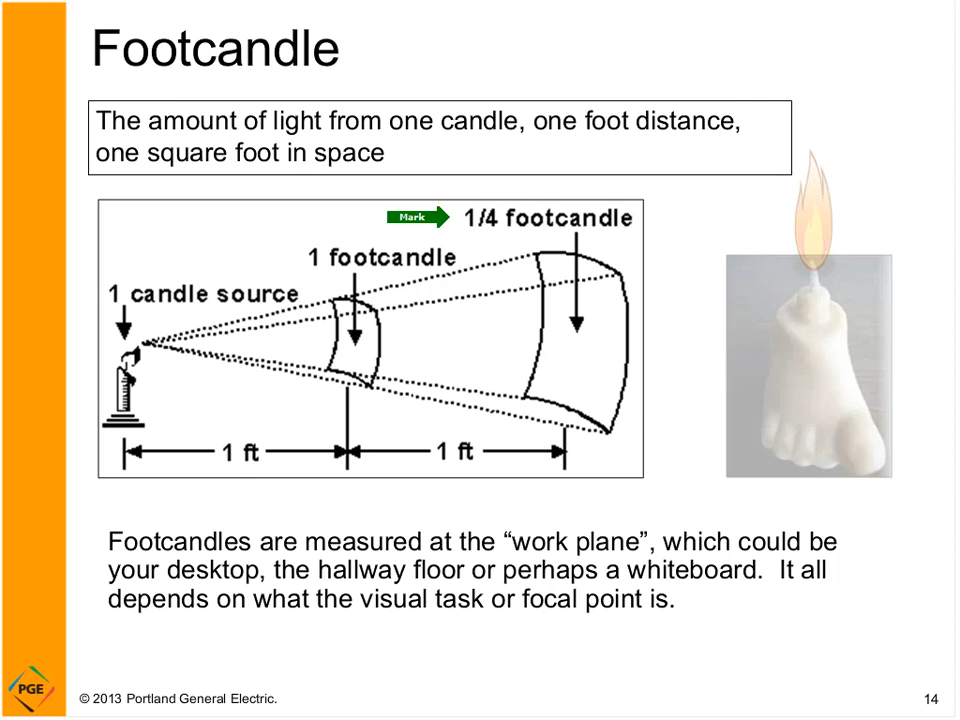 Footcandle
The amount of light from one candle, one foot distance,
one square foot in space
Mark
1/4 footcandle
1 footcandle
1 candle source
1 ft
1 ft
Footcandles are measured at the “work plane”, which could be
your desktop, the hallway floor or perhaps a whiteboard.  It all
depends on what the visual task or focal point is.
PGE
© 2013 Portland General Electric.
14